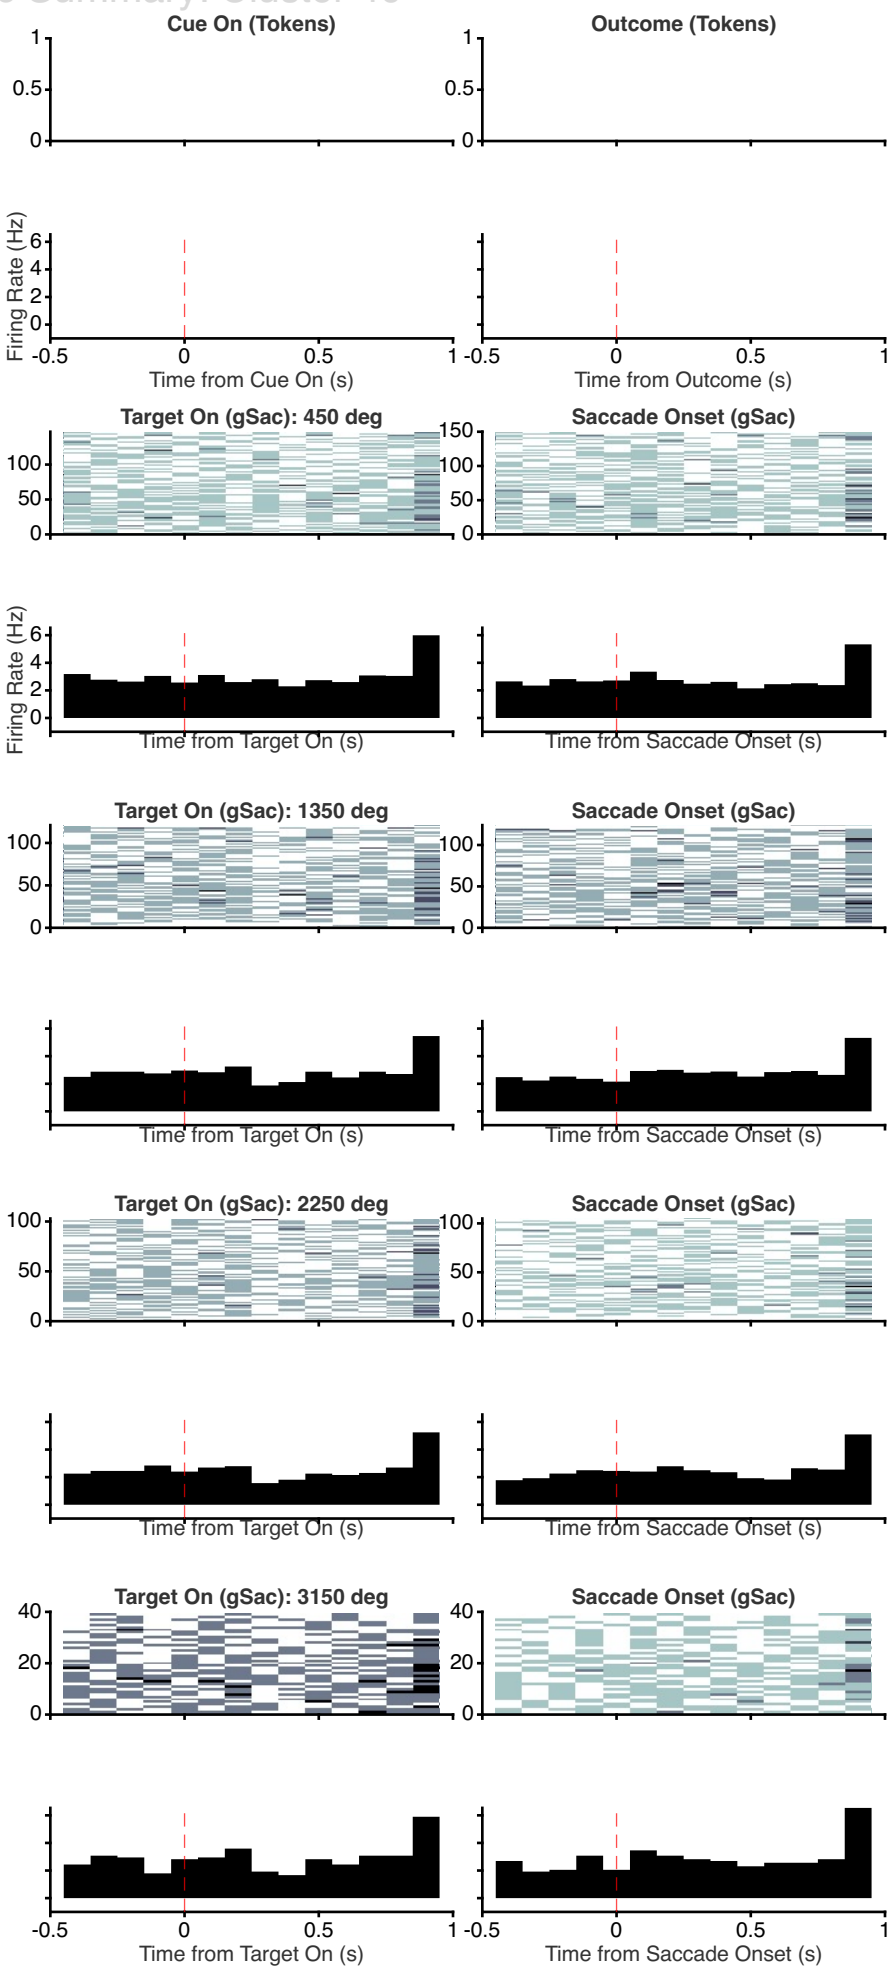 Summary: Cluster
Cue On (Tokens) Outcome (Tokens)
1 1
0.5 0.5
0 0
Firing Rate (Hz)
6
4
2
0
-0.5 0 0.5 1 -0.5 0 0.5 1
Time from Cue On (s) Time from Outcome (s)
Target On (gSac): 450 deg Saccade Onset (gSac)
100 50 0 150 100 50 0
Firing Rate (Hz)
6
4
2
0
Time from Target On (s) Time from Saccade Onset (s)
Target On (gSac): 1350 deg Saccade Onset (gSac)
100 100
50 50
0 0
Time from Target On (s) Time from Saccade Onset (s)
Target On (gSac): 2250 deg Saccade Onset (gSac)
100 100
50 50
0 0
Time from Target On (s) Time from Saccade Onset (s)
Target On (gSac): 3150 deg Saccade Onset (gSac)
40 40
20 20
0 0
-0.5 0 0.5 1 -0.5 0 0.5 1
Time from Target On (s) Time from Saccade Onset (s)